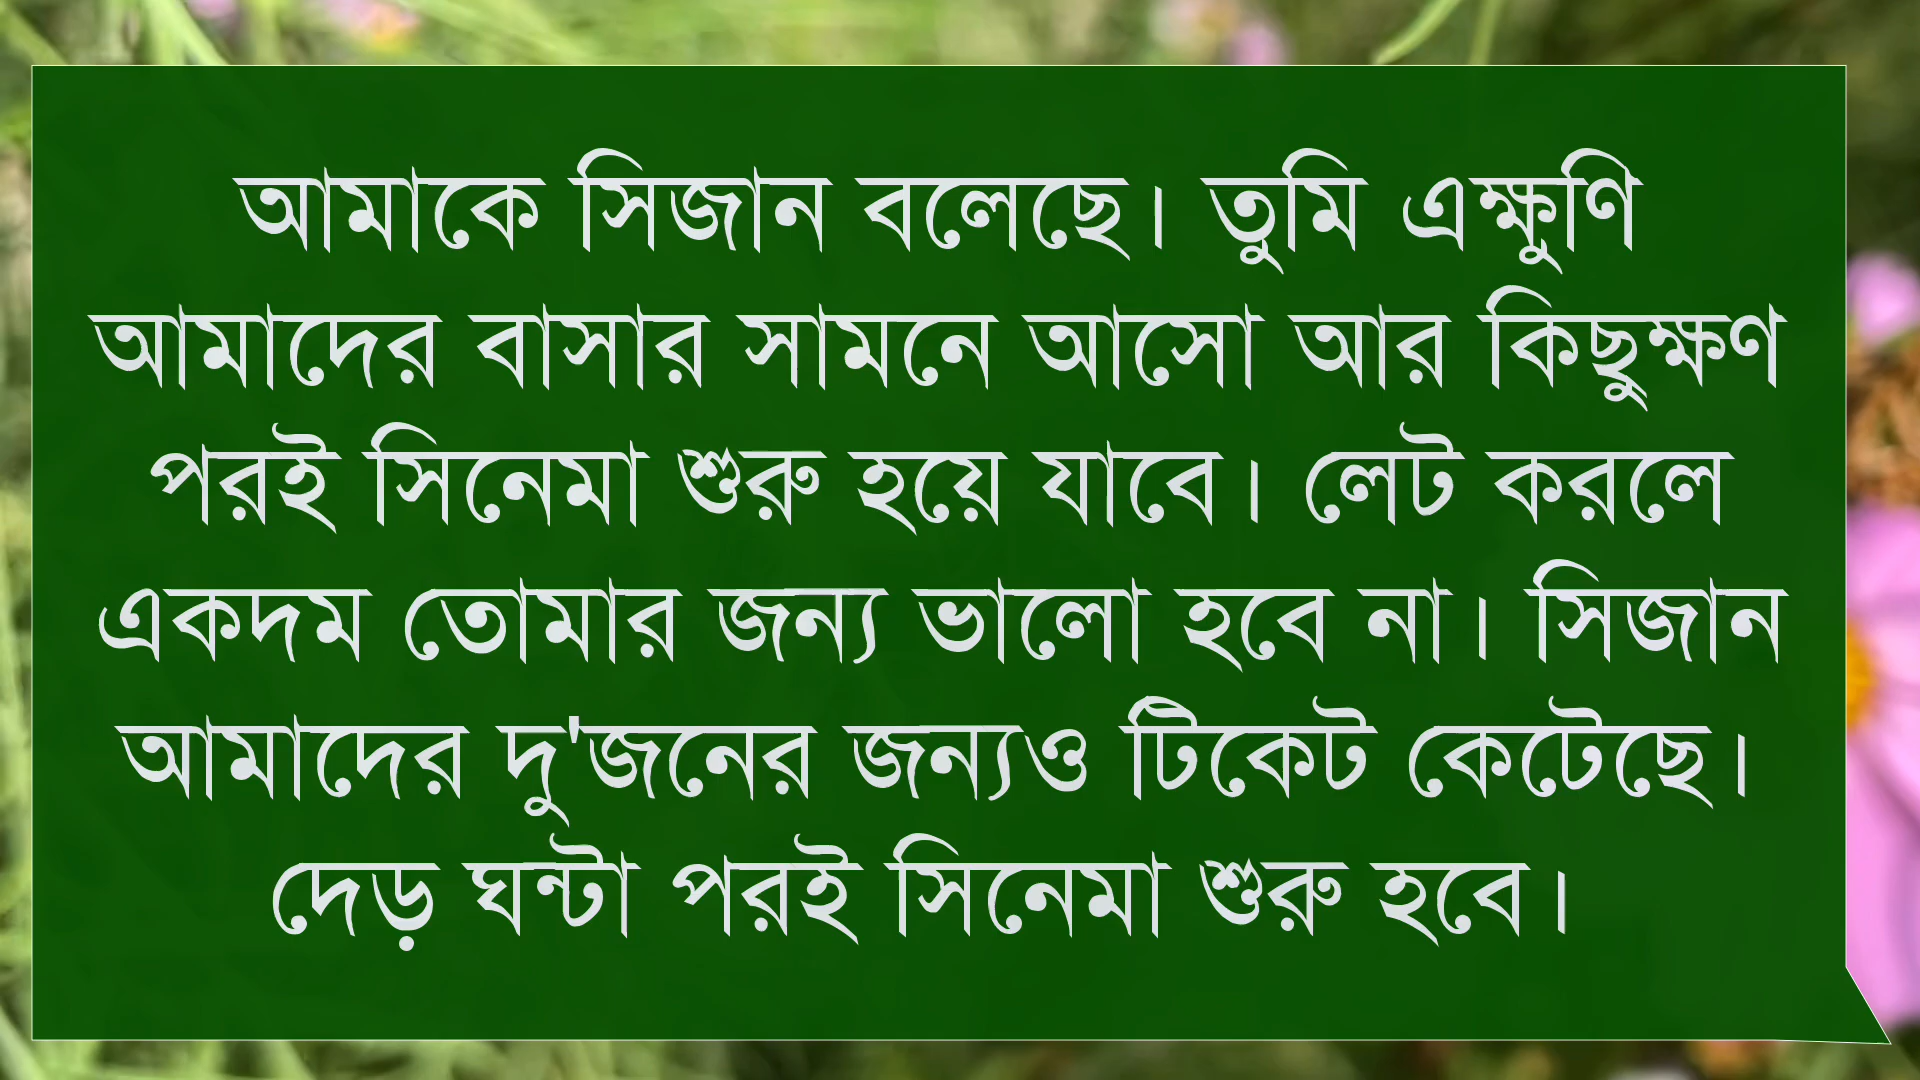 আমাকে সিজান বলেছে। তুমি এক্ষুণি
আমাদের বাসার সামনে আসো আর কিছুক্ষণ
পরই সিনেমা শুরু হয়ে যাবে। লেট করলে
একদম তোমার জন্য ভালো হবে না। সিজান
আমাদের দু'জনের জন্যও টিকেট কেটেছে।
দেড় ঘন্টা পরই সিনেমা শুরু হবে।